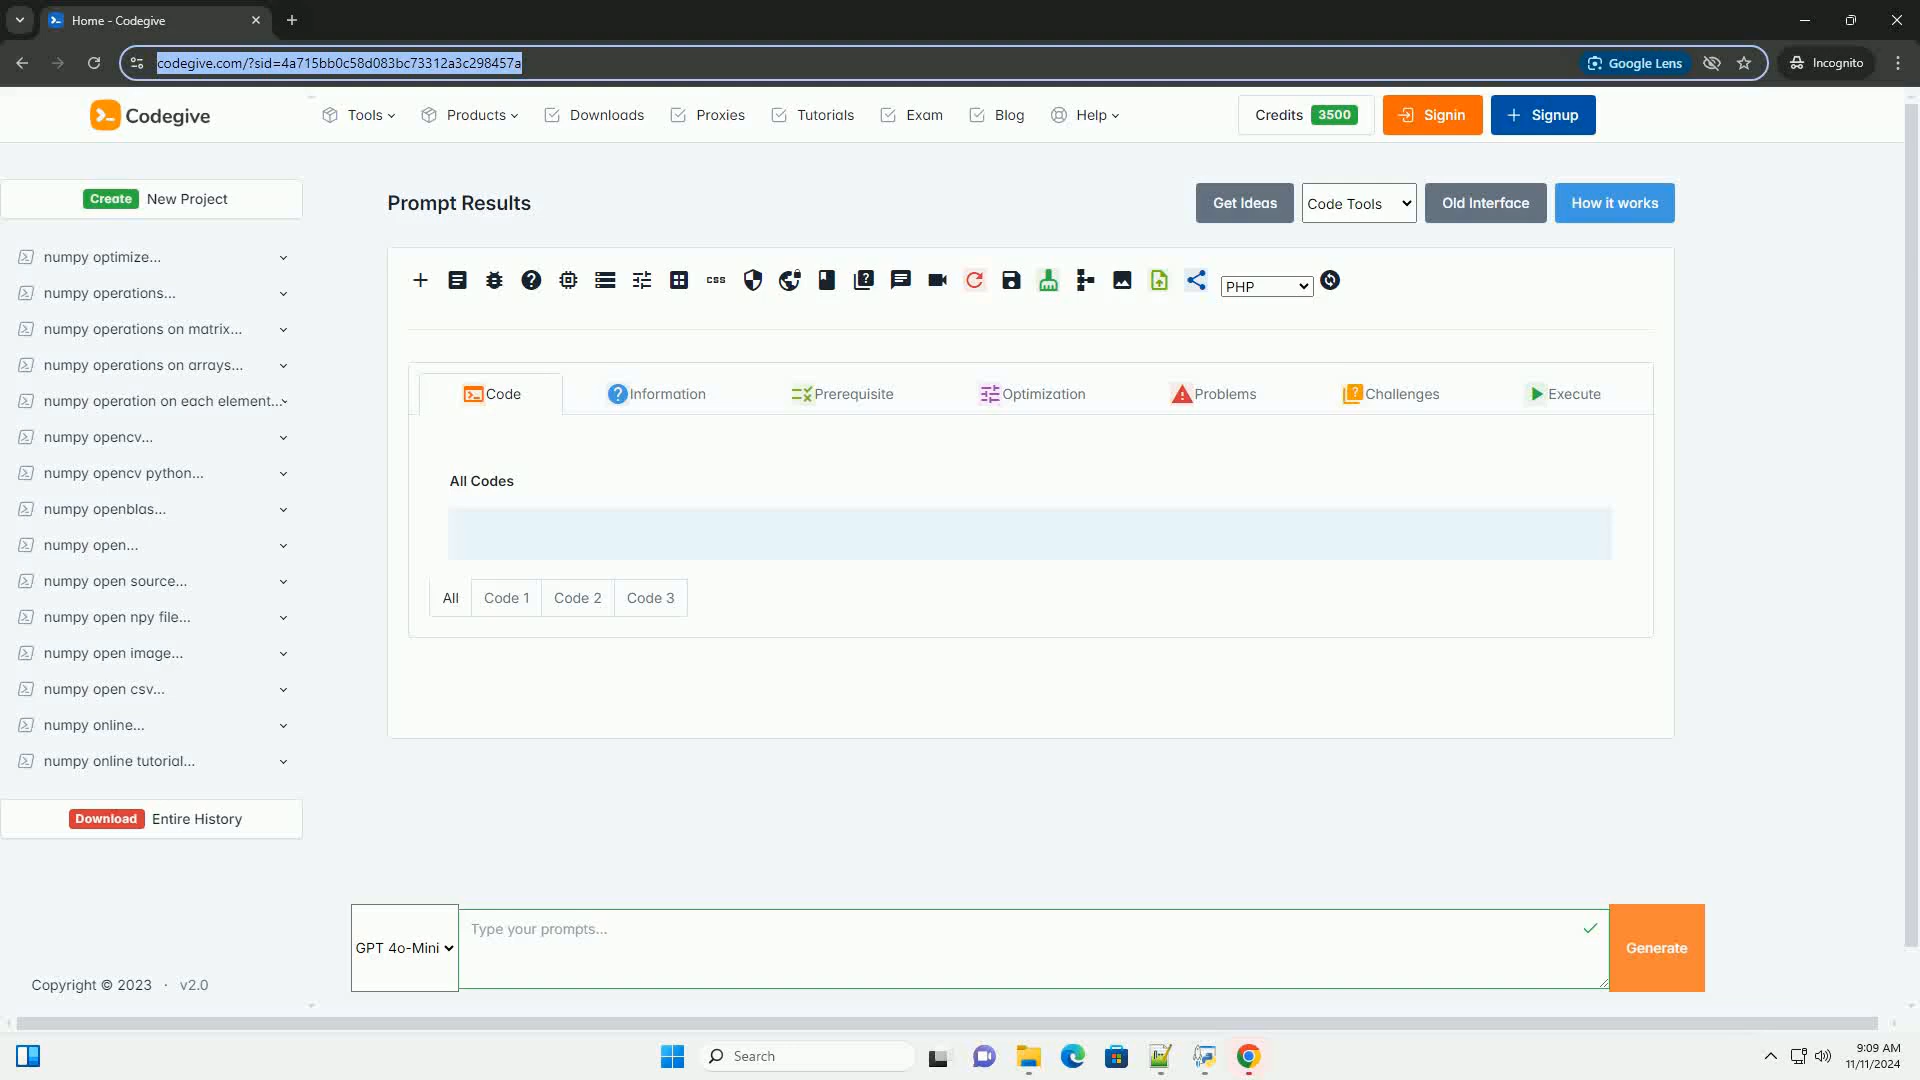 Home - Codegive
codegive.com/?sid=4a715bb0c58d083bc73312a3c298457a
Google Lens
Incognito
Codegive
Tools
Products
Downloads
Proxies
Tutorials
Exam
Blog
Help
Credits 3500
Signin
Signup
Create New Project
numpy optimize...
numpy operations...
numpy operations on matrix...
numpy operations on arrays...
numpy operation on each element...
numpy opencv...
numpy opencv python...
numpy openblas...
numpy open...
numpy open source...
numpy open npy file...
numpy open image...
numpy open csv...
numpy online...
numpy online tutorial...
Download Entire History
Copyright © 2023 · v2.0
Prompt Results
Get Ideas
Code Tools
Old Interface
How it works
CSS
PHP
Code
Information
Prerequisite
Optimization
Problems
Challenges
Execute
All Codes
All
Code 1
Code 2
Code 3
GPT 4o-Mini
Type your prompts...
Generate
Search
9:09 AM
11/11/2024